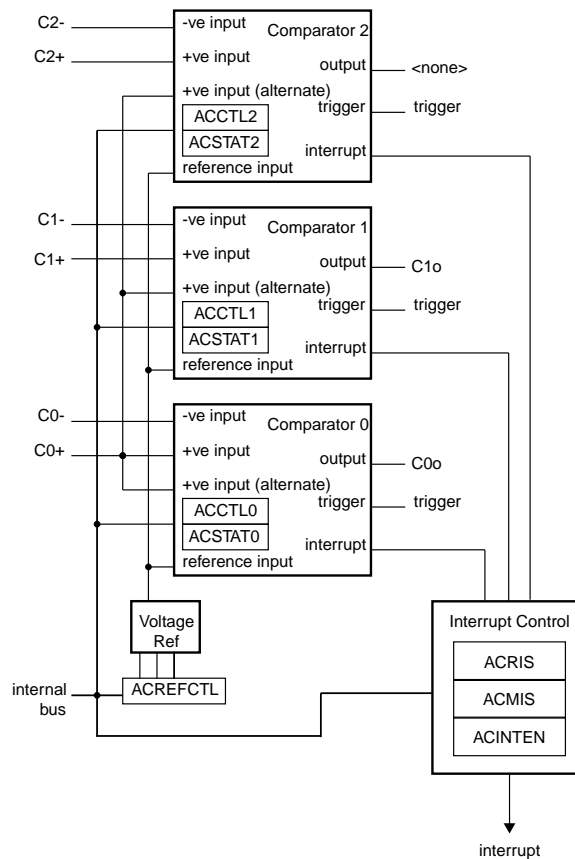 C2-
-ve input
Comparator 2
C2+
+ve input
output
<none>
+ve input (alternate)
trigger
trigger
ACCTL2
ACSTAT2
interrupt
reference input
C1-
-ve input
Comparator 1
C1+
+ve input
output
C1o
+ve input (alternate)
trigger
trigger
ACCTL1
ACSTAT1
interrupt
reference input
C0-
-ve input
Comparator 0
C0+
+ve input
output
C0o
+ve input (alternate)
trigger
trigger
ACCTL0
ACSTAT0
interrupt
reference input
Voltage
Ref
Interrupt Control
ACRIS
internal
bus
ACREFCTL
ACMIS
ACINTEN
interrupt